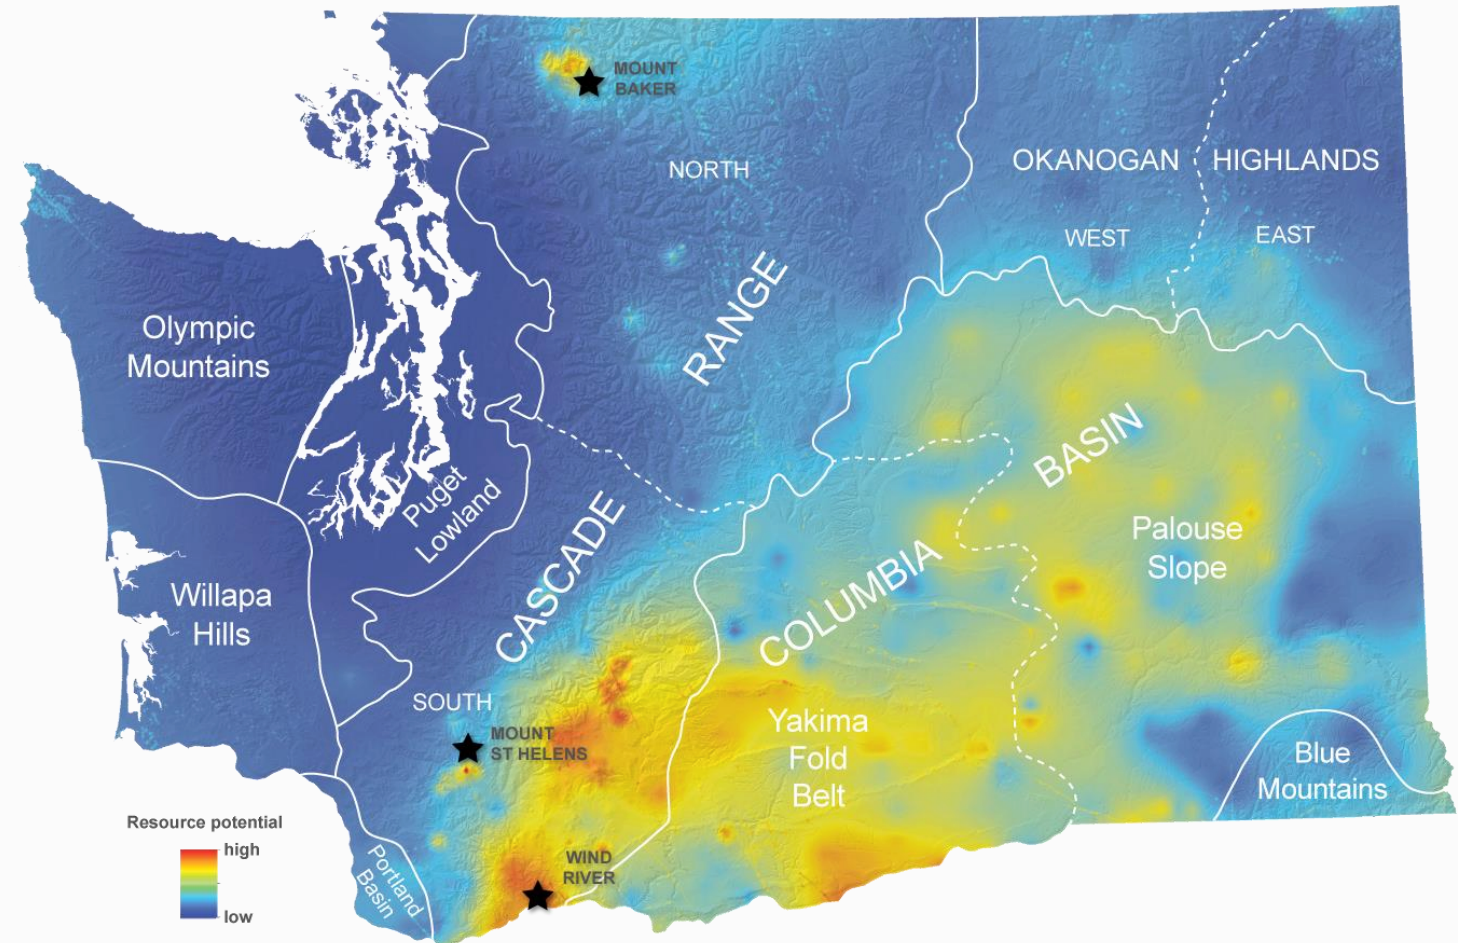 MOUNT
BAKER
NORTH
OKANOGAN HIGHLANDS
WEST
EAST
RANGE
Olympic
Mountains
BASIN
Puget
Lowland
CASCADE
Palouse
Slope
COLUMBIA
Willapa
Hills
SOUTH
MOUNT
ST HELENS
Yakima
Fold
Belt
Blue
Mountains
Resource potential
high
low
WIND
RIVER
Portland
Basin